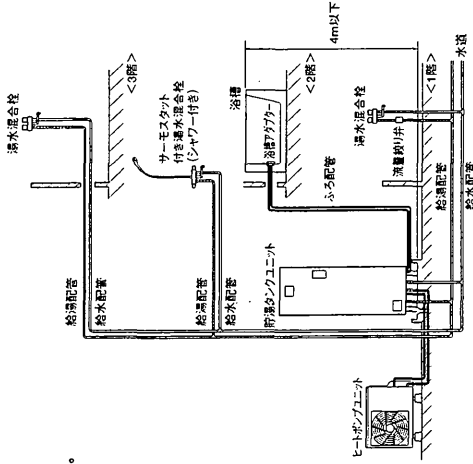 湯水混合栓
<3階>
給湯配管
給水配管
サーモスタット
付き湯水混合栓
(シャワー付き)
給湯配管
給水配管
浴槽
浴槽アダプター
<2階>
4m以下
ふろ配管
貯湯タンクユニット
湯水混合栓
流量絞り弁
<1階>
給湯配管
給水配管
水道
ヒートポンプユニット